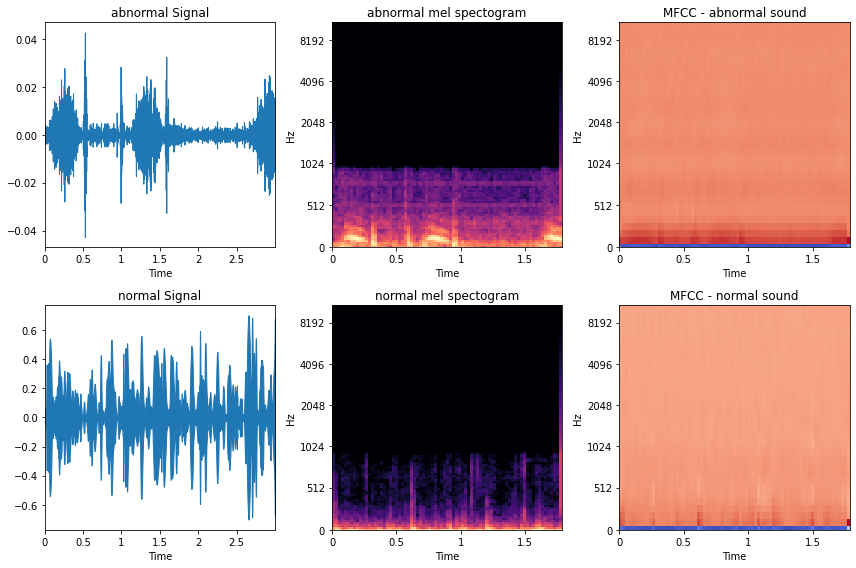 abnormal Signal
0.04
0.02
0.00
−0.02
−0.04
0 0.5 1 1.5 2 2.5
Time
abnormal mel spectogram
Hz
8192
4096
2048
1024
512
0
0 0.5 1 1.5
Time
MFCC - abnormal sound
Hz
8192
4096
2048
1024
512
0
0 0.5 1 1.5
Time
normal Signal
0.6
0.4
0.2
0.0
−0.2
−0.4
−0.6
0 0.5 1 1.5 2 2.5
Time
normal mel spectogram
Hz
8192
4096
2048
1024
512
0
0 0.5 1 1.5
Time
MFCC - normal sound
Hz
8192
4096
2048
1024
512
0
0 0.5 1 1.5
Time